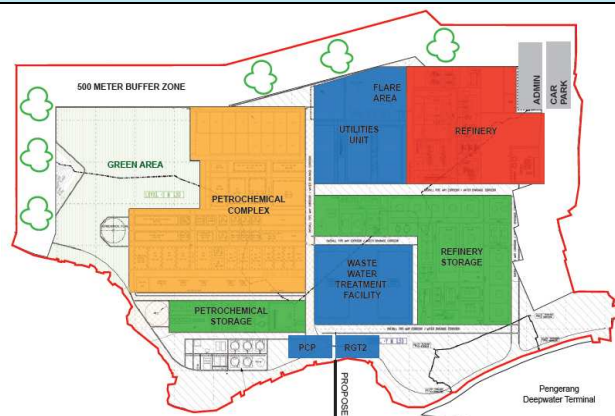 500 METER BUFFER ZONE
FLARE
AREA
ADMIN
CAR
PARK
UTILITIES
UNIT
REFINERY
GREEN AREA
PETROCHEMICAL
COMPLEX
REFINERY
STORAGE
WASTE
WATER
TREATMENT
FACILITY
PETROCHEMICAL
STORAGE
PCP
RGT2
PROPOSE
Pengerang
Deepwater Terminal